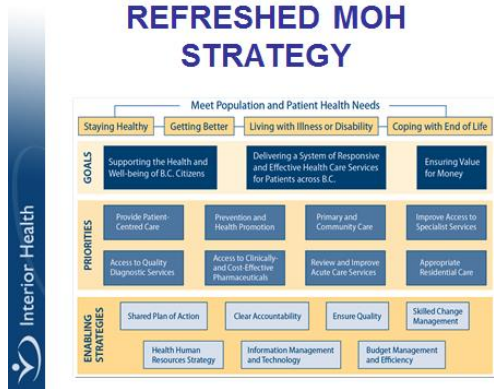 REFRESHED MOH
STRATEGY
Meet Population and Patient Health Needs
Staying Healthy
Getting Better
Living with Illness or Disability
Coping with End of Life
GOALS
Supporting the Health and
Well-being of B.C. Citizens
Delivering a System of Responsive
and Effective Health Care Services
for Patients across B.C.
Ensuring Value
for Money
PRIORITIES
Provide Patient-
Centred Care
Prevention and
Health Promotion
Primary and
Community Care
Improve Access to
Specialist Services
Access to Quality
Diagnostic Services
Access to Clinically-
and Cost-Effective
Pharmaceuticals
Review and Improve
Acute Care Services
Appropriate
Residential Care
ENABLING
STRATEGIES
Shared Plan of Action
Clear Accountability
Ensure Quality
Skilled Change
Management
Health Human
Resources Strategy
Information Management
and Technology
Budget Management
and Efficiency
Interior Health